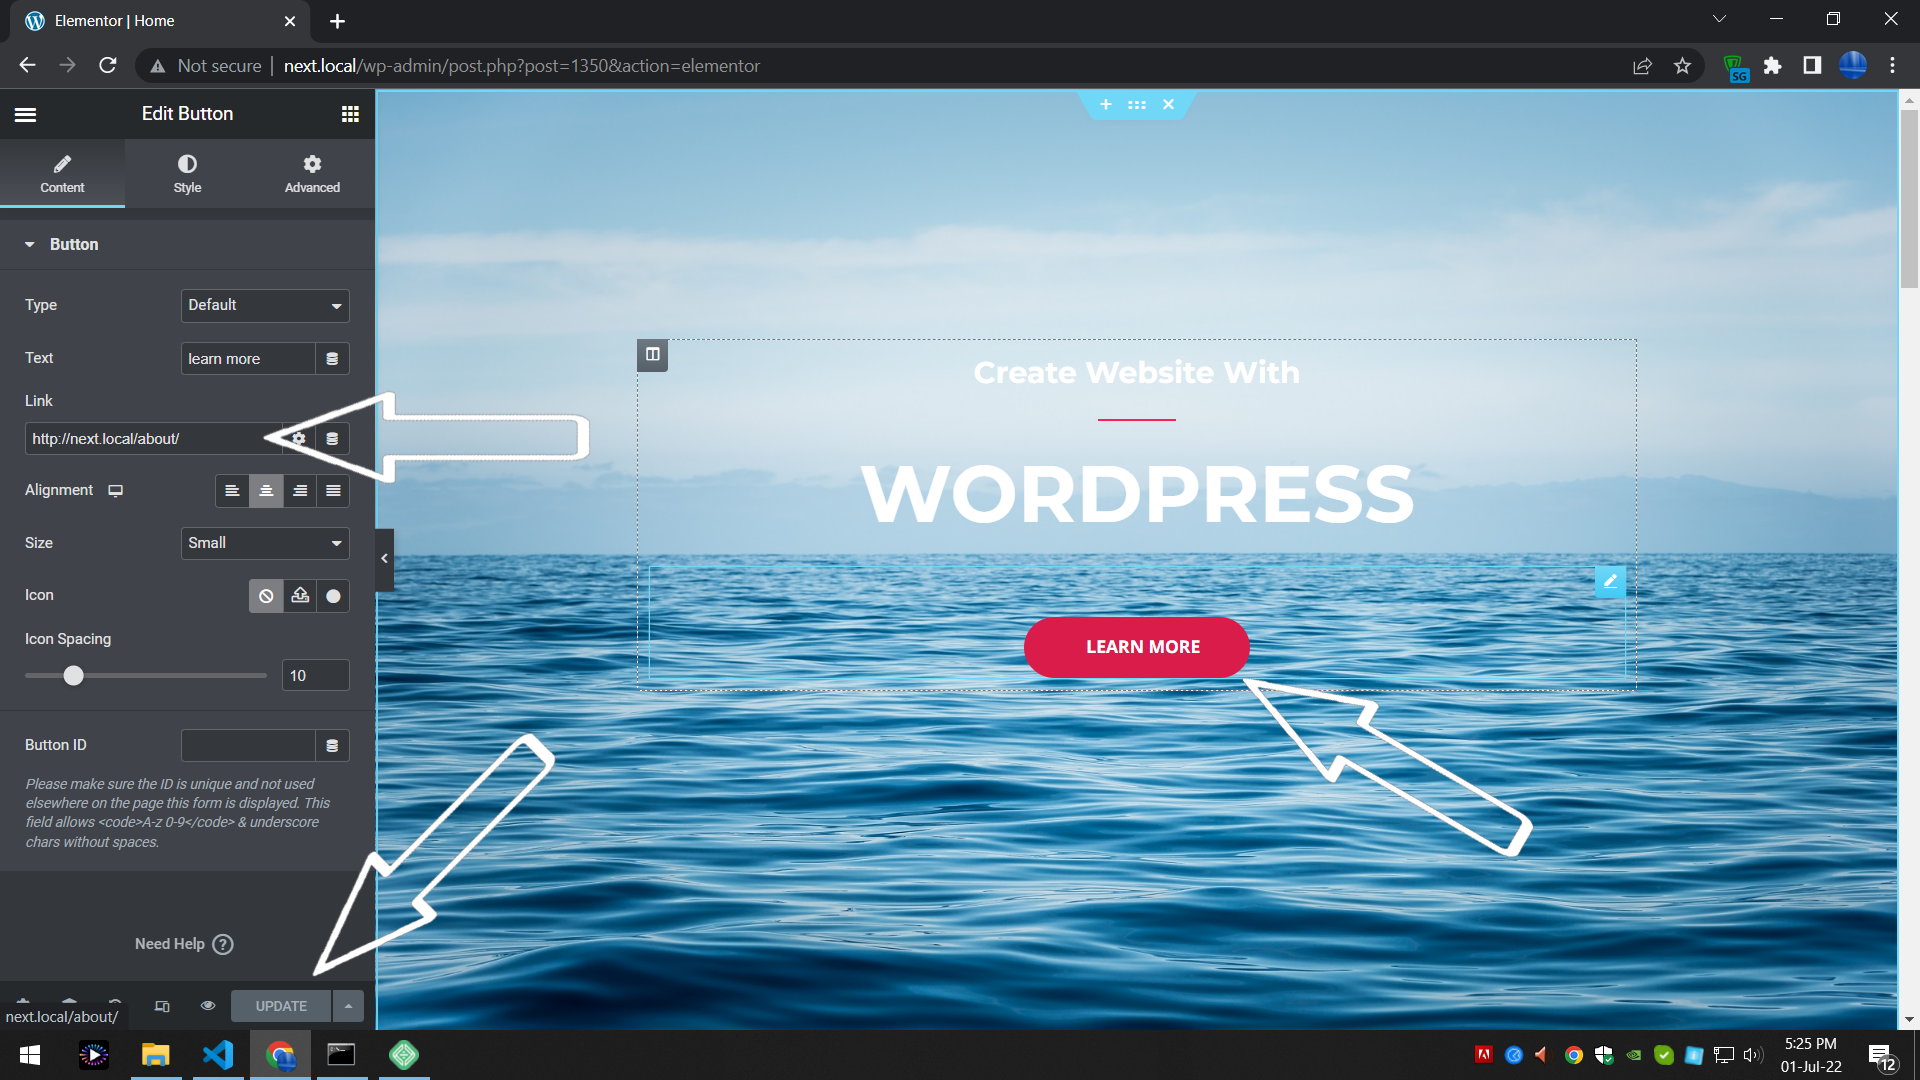 Elementor | Home
Not secure | next.local/wp-admin/post.php?post=1350&action=elementor
SG
Edit Button
Content
Style
Advanced
Button
Type
Default
Text
learn more
Link
http://next.local/about/
Alignment
Size
Small
Icon
Icon Spacing
10
Button ID
Please make sure the ID is unique and not used
elsewhere on the page this form is displayed. This
field allows <code>A-z 0-9</code> & underscore
chars without spaces.
Need Help ?
UPDATE
next.local/about/
Create Website With
WORDPRESS
LEARN MORE
5:25 PM
01-Jul-22
12